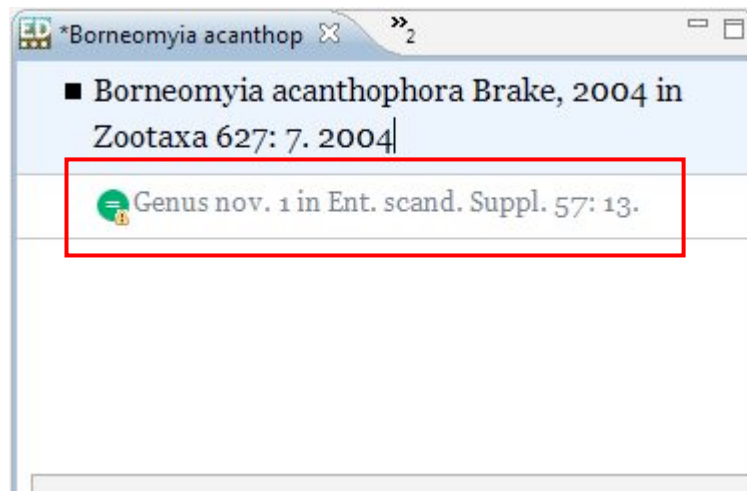 *Borneomyia acanthop
»2
Borneomyia acanthophora Brake, 2004 in
Zootaxa 627: 7. 2004
Genus nov. 1 in Ent. scand. Suppl. 57: 13.